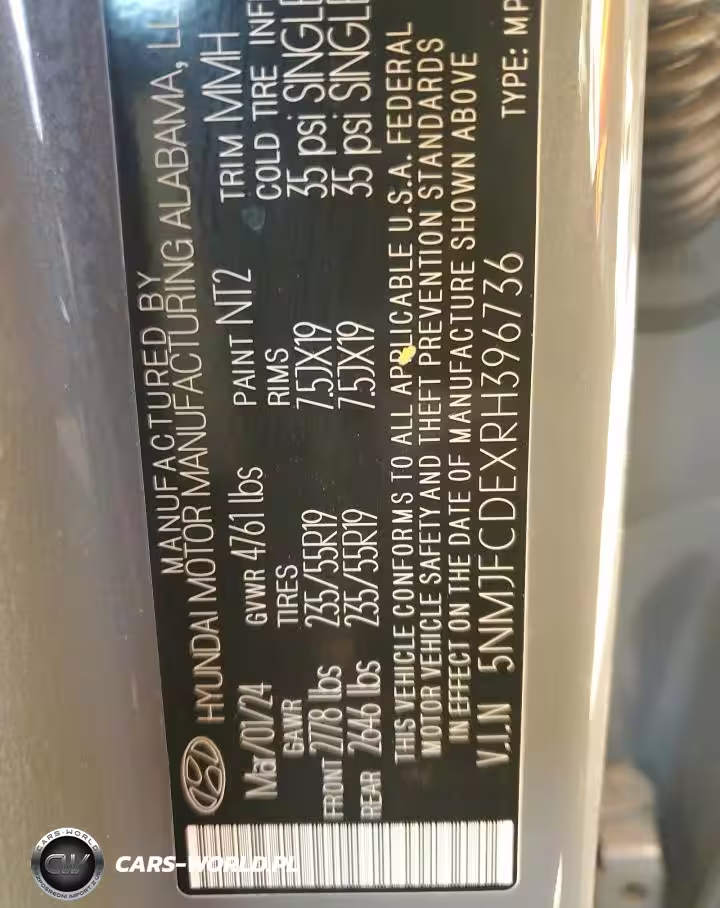 MANUFACTURED BY
HYUNDAI MOTOR MANUFACTURING ALABAMA, LL
Mar/01/24 GVWR 4761 lbs PAINT NT2 TRIM MMH
GAWR TIRES RIMS COLD TIRE INF
FRONT 2778 lbs 235/55R19 7.5JX19 35 psi SINGLE
REAR 2646 lbs 235/55R19 7.5JX19 35 psi SINGLE
THIS VEHICLE CONFORMS TO ALL APPLICABLE U.S.A. FEDERAL
MOTOR VEHICLE SAFETY AND THEFT PREVENTION STANDARDS
IN EFFECT ON THE DATE OF MANUFACTURE SHOWN ABOVE
V.I.N 5NMJFCDEXRH396736 TYPE: MP
CARS-WORLD
CW
CARS-WORLD.PL